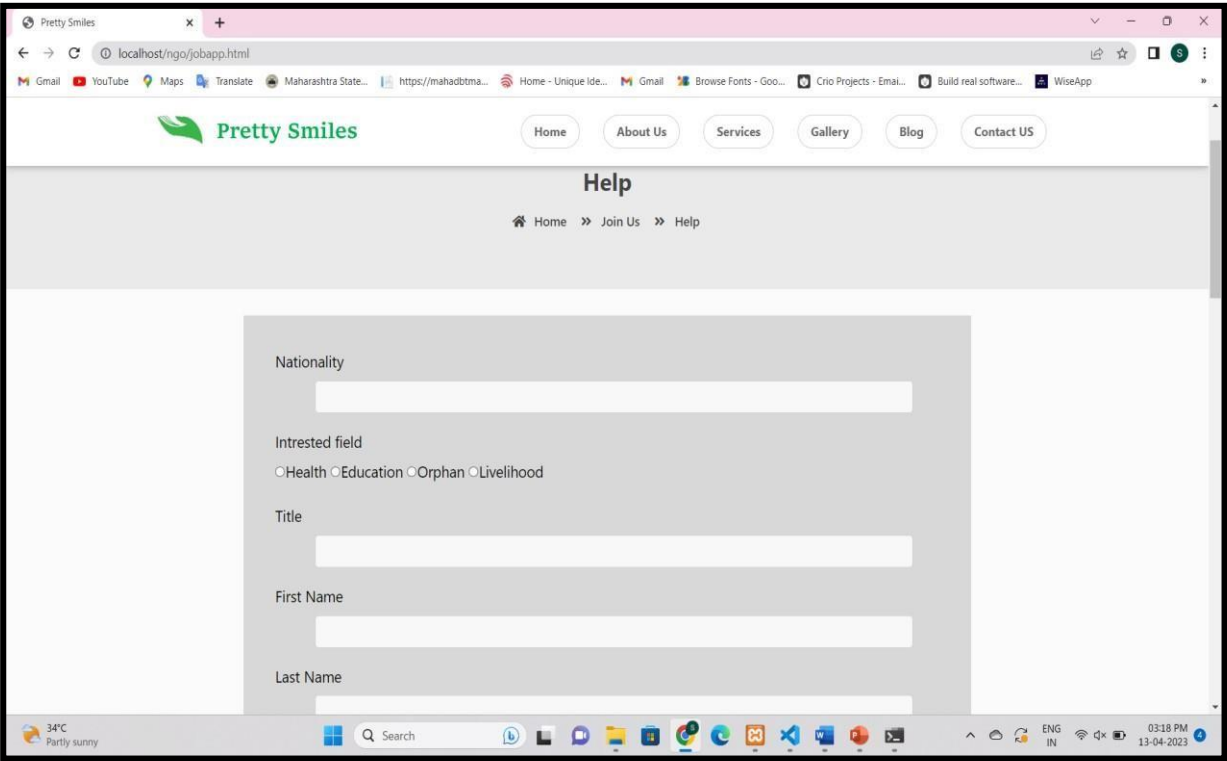 Pretty Smiles
localhost/ngo/jobapp.html
S
Gmail YouTube Maps Translate Maharashtra State... https://mahadbtma... Home - Unique Ide... Gmail Browse Fonts - Goo... Crio Projects - Emai... Build real software... WiseApp »
Pretty Smiles Home About Us Services Gallery Blog Contact US
Help
Home » Join Us » Help
Nationality
Intrested field
Health Education Orphan Livelihood
Title
First Name
Last Name
34°C
Partly sunny
Search
ENG
IN
03:18 PM
13-04-2023
4